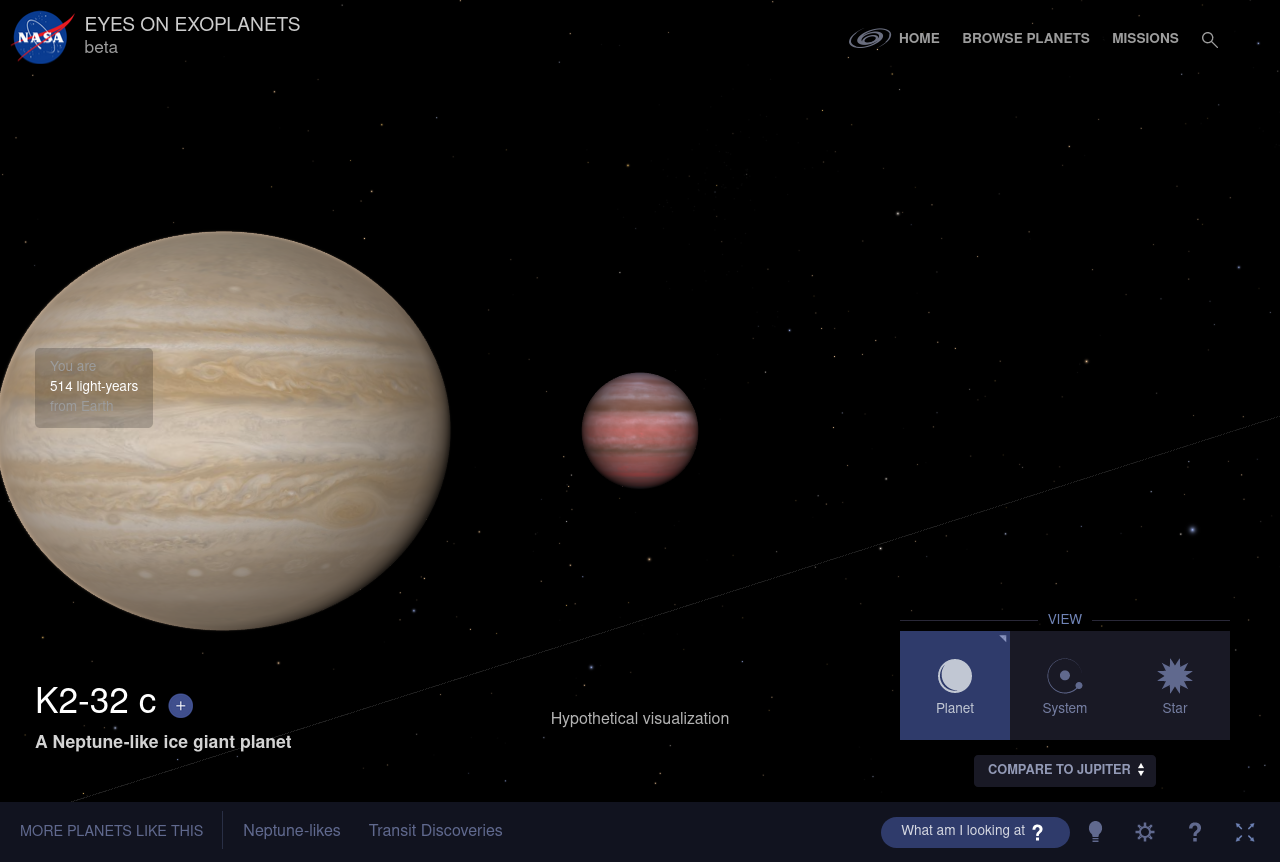 NASA
EYES ON EXOPLANETS
beta
HOME
BROWSE PLANETS
MISSIONS
You are
514 light-years
from Earth
K2-32 c +
A Neptune-like ice giant planet
Hypothetical visualization
VIEW
Planet
System
Star
COMPARE TO JUPITER
MORE PLANETS LIKE THIS
Neptune-likes
Transit Discoveries
What am I looking at ?
?